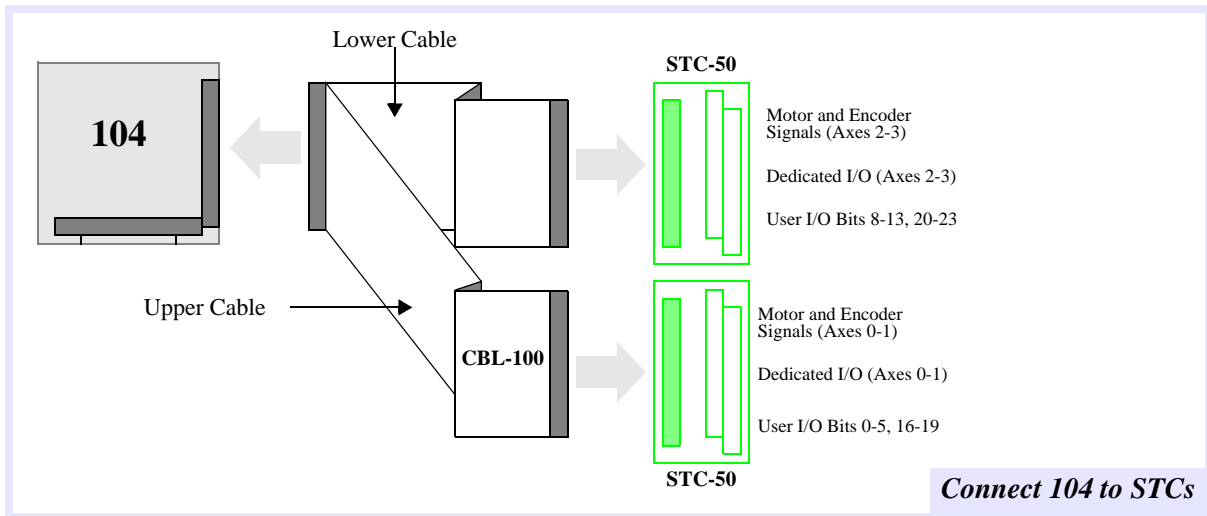 Lower Cable
STC-50
104
Motor and Encoder
Signals (Axes 2-3)
Dedicated I/O (Axes 2-3)
User I/O Bits 8-13, 20-23
Upper Cable
CBL-100
Motor and Encoder
Signals (Axes 0-1)
Dedicated I/O (Axes 0-1)
User I/O Bits 0-5, 16-19
STC-50
Connect 104 to STCs